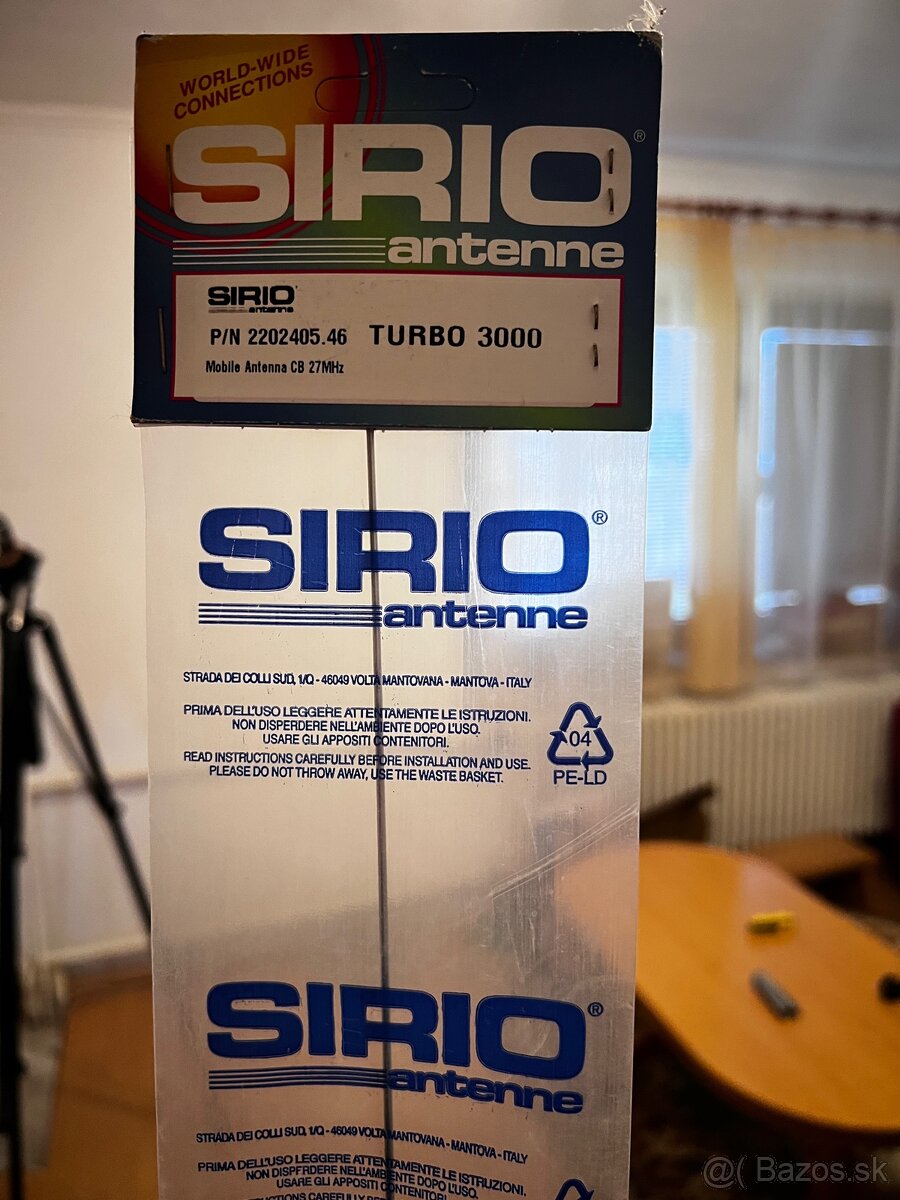 WORLD-WIDE
CONNECTIONS
SIRIO®
antenne
SIRIO
antenne
P/N 2202405.46 TURBO 3000
Mobile Antenna CB 27MHz
SIRIO®
antenne
STRADA DEI COLLI SUD, 1/Q - 46049 VOLTA MANTOVANA - MANTOVA - ITALY
PRIMA DELL'USO LEGGERE ATTENTAMENTE LE ISTRUZIONI.
NON DISPERDERE NELL'AMBIENTE DOPO L'USO.
USARE GLI APPOSITI CONTENITORI.
READ INSTRUCTIONS CAREFULLY BEFORE INSTALLATION AND USE.
PLEASE DO NOT THROW AWAY, USE THE WASTE BASKET.
04
PE-LD
SIRIO®
antenne
STRADA DEI COLLI SUD, 1/Q - 46049 VOLTA MANTOVANA - MANTOVA - ITALY
PRIMA DELL'USO LEGGERE ATTENTAMENTE LE ISTRUZIONI.
NON DISPERDERE NELL'AMBIENTE DOPO L'USO.
USARE GLI APPOSITI CONTENITORI.
INSTRUCTIONS CAREFULLY
@( Bazos.sk